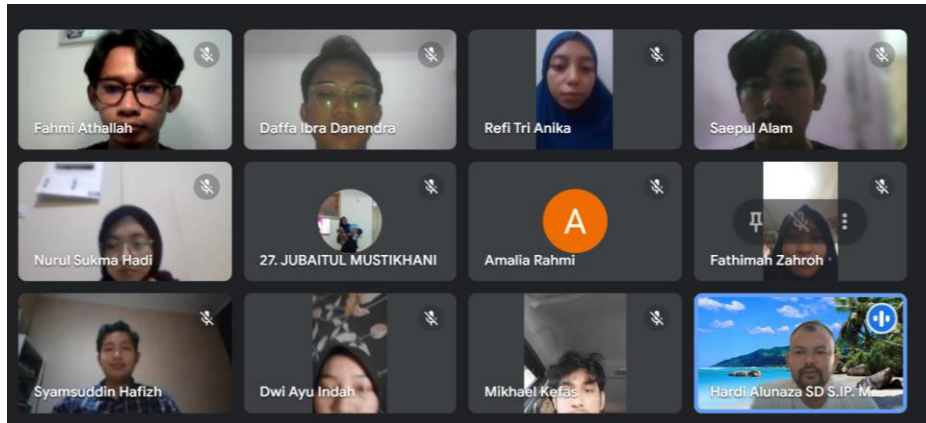 Fahmi Athallah
Daffa Ibra Danendra
Refi Tri Anika
Saepul Alam
Nurul Sukma Hadi
27. JUBAITUL MUSTIKHANI
A
Amalia Rahmi
Fathimah Zahroh
Syamsuddin Hafizh
Dwi Ayu Indah
Mikhael Kefas
Hardi Alunaza SD S.IP.